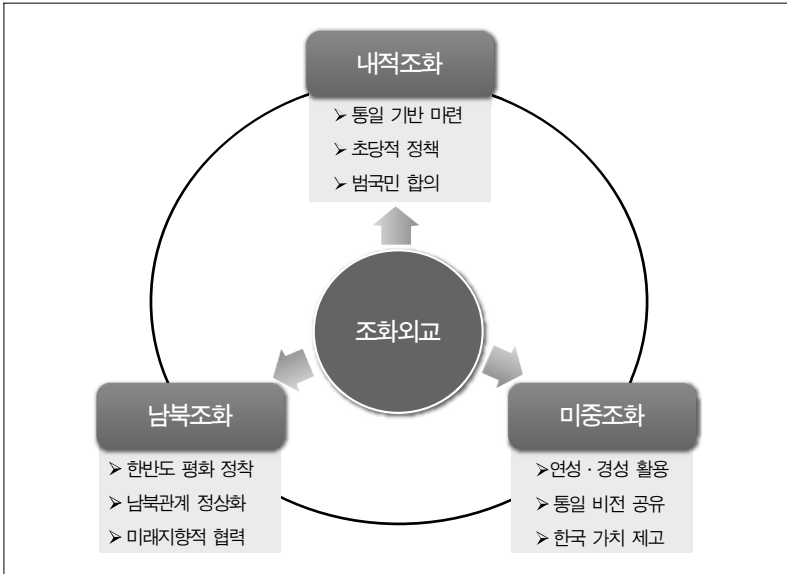 내적조화
➢ 통일 기반 마련
➢ 초당적 정책
➢ 범국민 합의
조화외교
남북조화
➢ 한반도 평화 정착
➢ 남북관계 정상화
➢ 미래지향적 협력
미중조화
➢연성 · 경성 활용
➢ 통일 비전 공유
➢ 한국 가치 제고